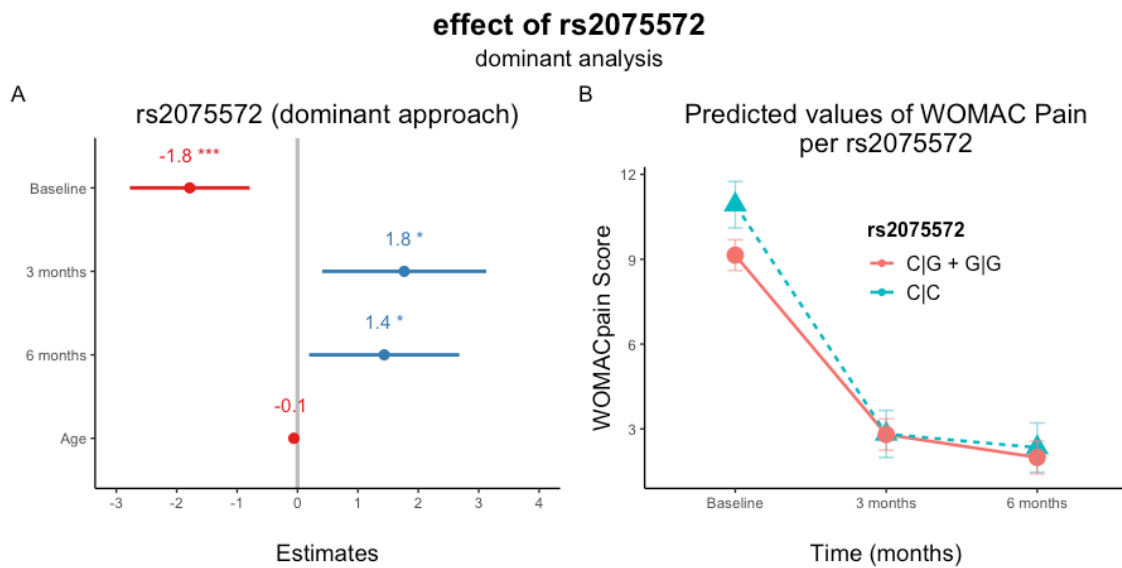 effect of rs2075572
dominant analysis
A
rs2075572 (dominant approach)
-1.8 ***
Baseline
1.8 *
3 months
1.4 *
6 months
-0.1
Age
-3 -2 -1 0 1 2 3 4
Estimates
B
Predicted values of WOMAC Pain
per rs2075572
12
9
6
3
WOMACpain Score
rs2075572
C|G + G|G
C|C
Baseline 3 months 6 months
Time (months)